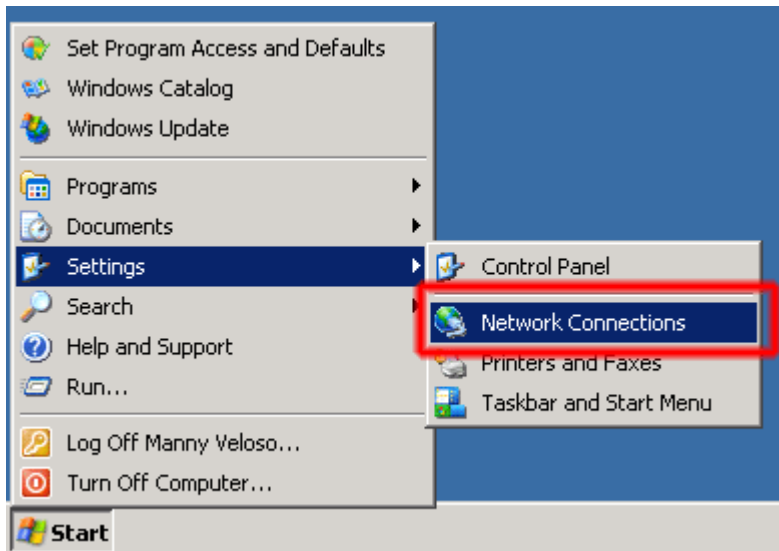 Set Program Access and Defaults
Windows Catalog
Windows Update
Programs
Documents
Settings
Search
Help and Support
Run...
Log Off Manny Veloso...
Turn Off Computer...
Control Panel
Network Connections
Printers and Faxes
Taskbar and Start Menu
Start